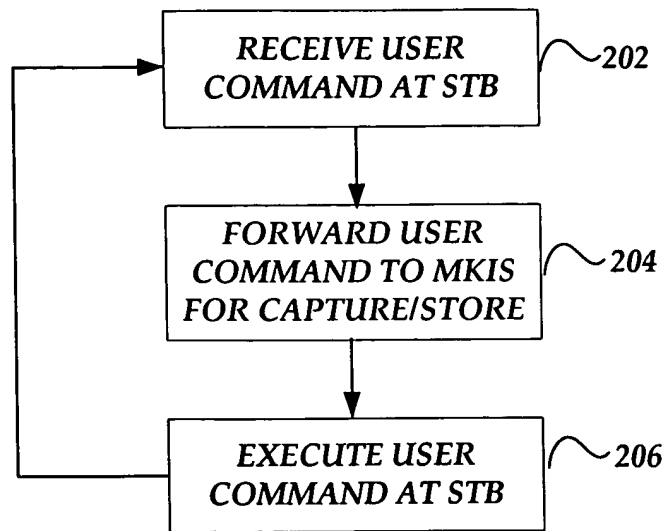 RECEIVE USER
COMMAND AT STB
202
FORWARD USER
COMMAND TO MKIS
FOR CAPTURE/STORE
204
EXECUTE USER
COMMAND AT STB
206